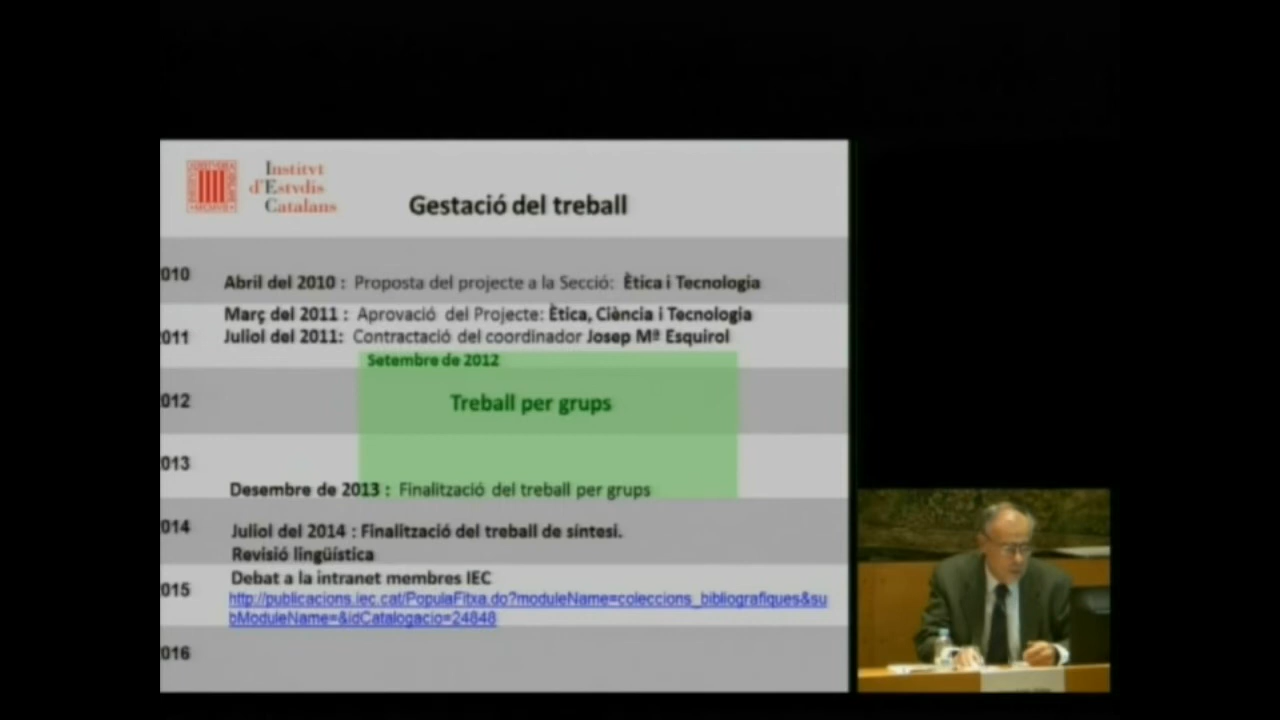 Institvt
d'Estvdis
Catalans
Gestació del treball
010
Abril del 2010 : Proposta del projecte a la Secció: Ètica i Tecnologia
Març del 2011 : Aprovació del Projecte: Ètica, Ciència i Tecnologia
011
Juliol del 2011: Contractació del coordinador Josep Mª Esquirol
Setembre de 2012
012
Treball per grups
013
Desembre de 2013 : Finalització del treball per grups
014
Juliol del 2014 : Finalització del treball de síntesi.
Revisió lingüística
Debat a la intranet membres IEC
015
http://publicacions.iec.cat/PopulaFitxa.do?moduleName=coleccions_bibliografiques&su
bModuleName=&idCatalogacio=24848
016